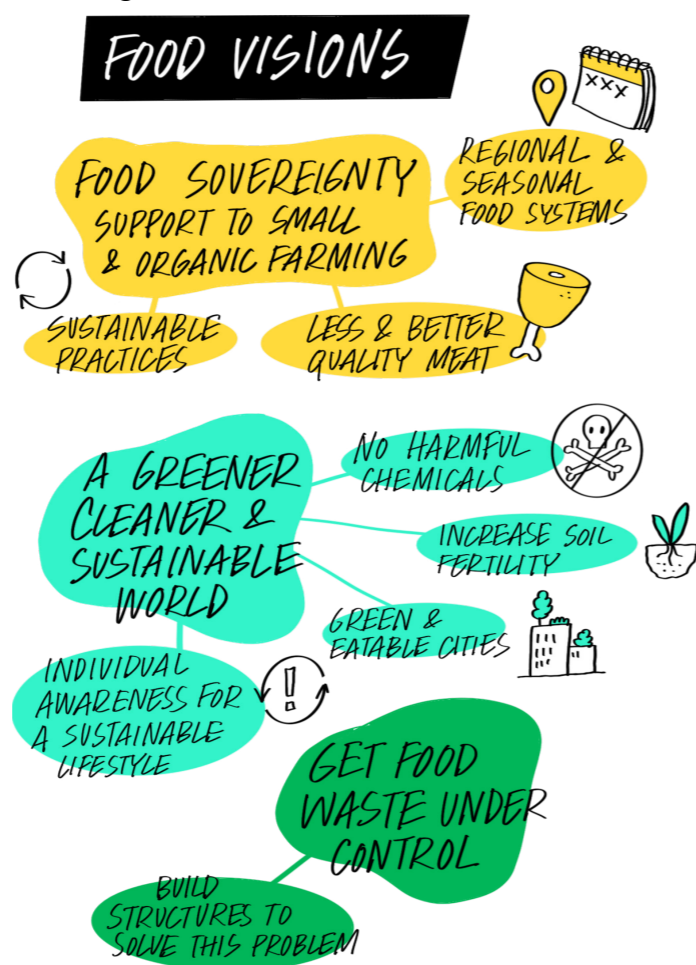 FOOD VISIONS
FOOD SOVEREIGNTY
SUPPORT TO SMALL
& ORGANIC FARMING
REGIONAL &
SEASONAL
FOOD SYSTEMS
XXX
SUSTAINABLE
PRACTICES
LESS & BETTER
QUALITY MEAT
A GREENER
CLEANER &
SUSTAINABLE
WORLD
NO HARMFUL
CHEMICALS
INCREASE SOIL
FERTILITY
GREEN &
EATABLE CITIES
INDIVIDUAL
AWARENESS FOR
A SUSTAINABLE
LIFESTYLE
!
GET FOOD
WASTE UNDER
CONTROL
BUILD
STRUCTURES TO
SOLVE THIS PROBLEM